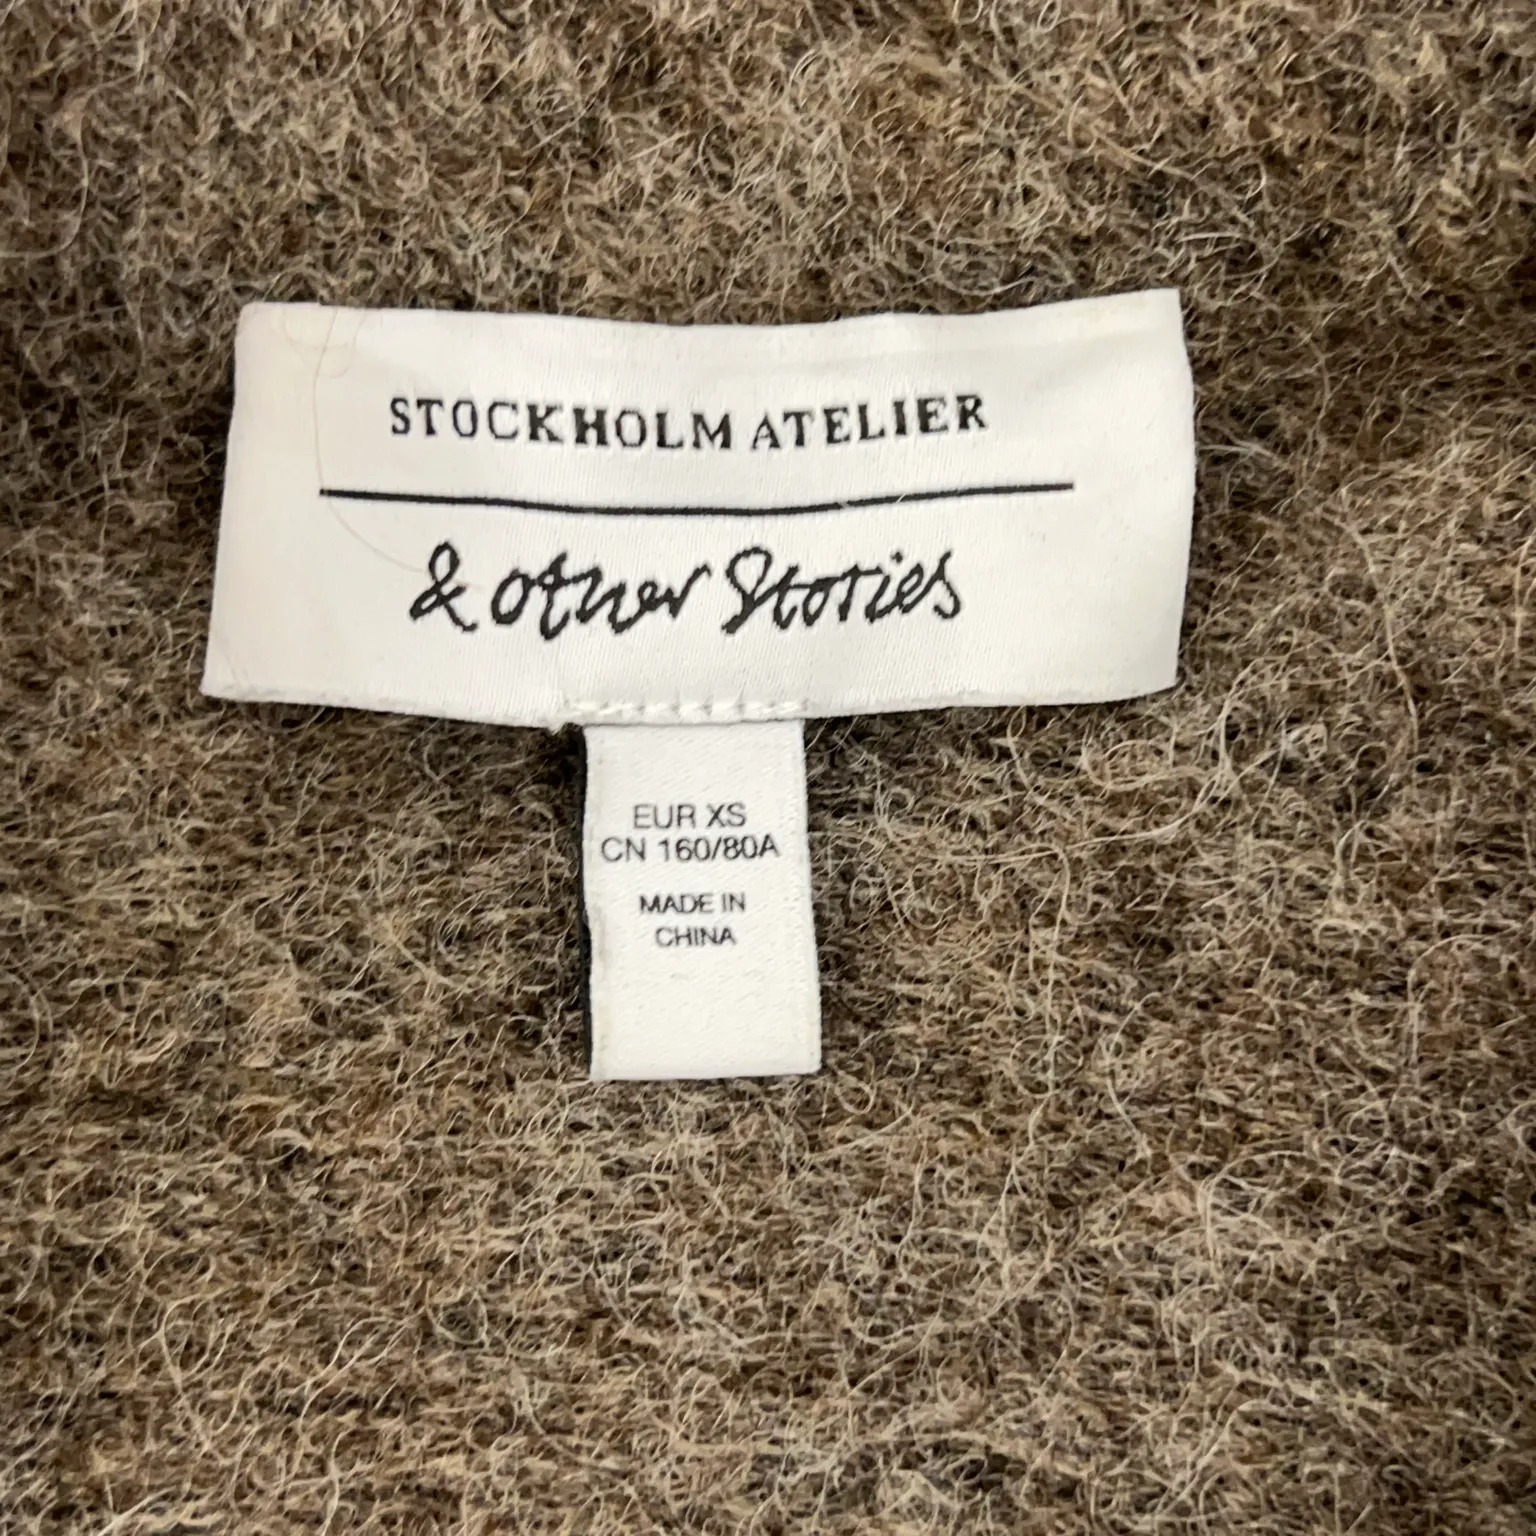 STOCKHOLM ATELIER
& other Stories
EUR XS
CN 160/80A
MADE IN
CHINA